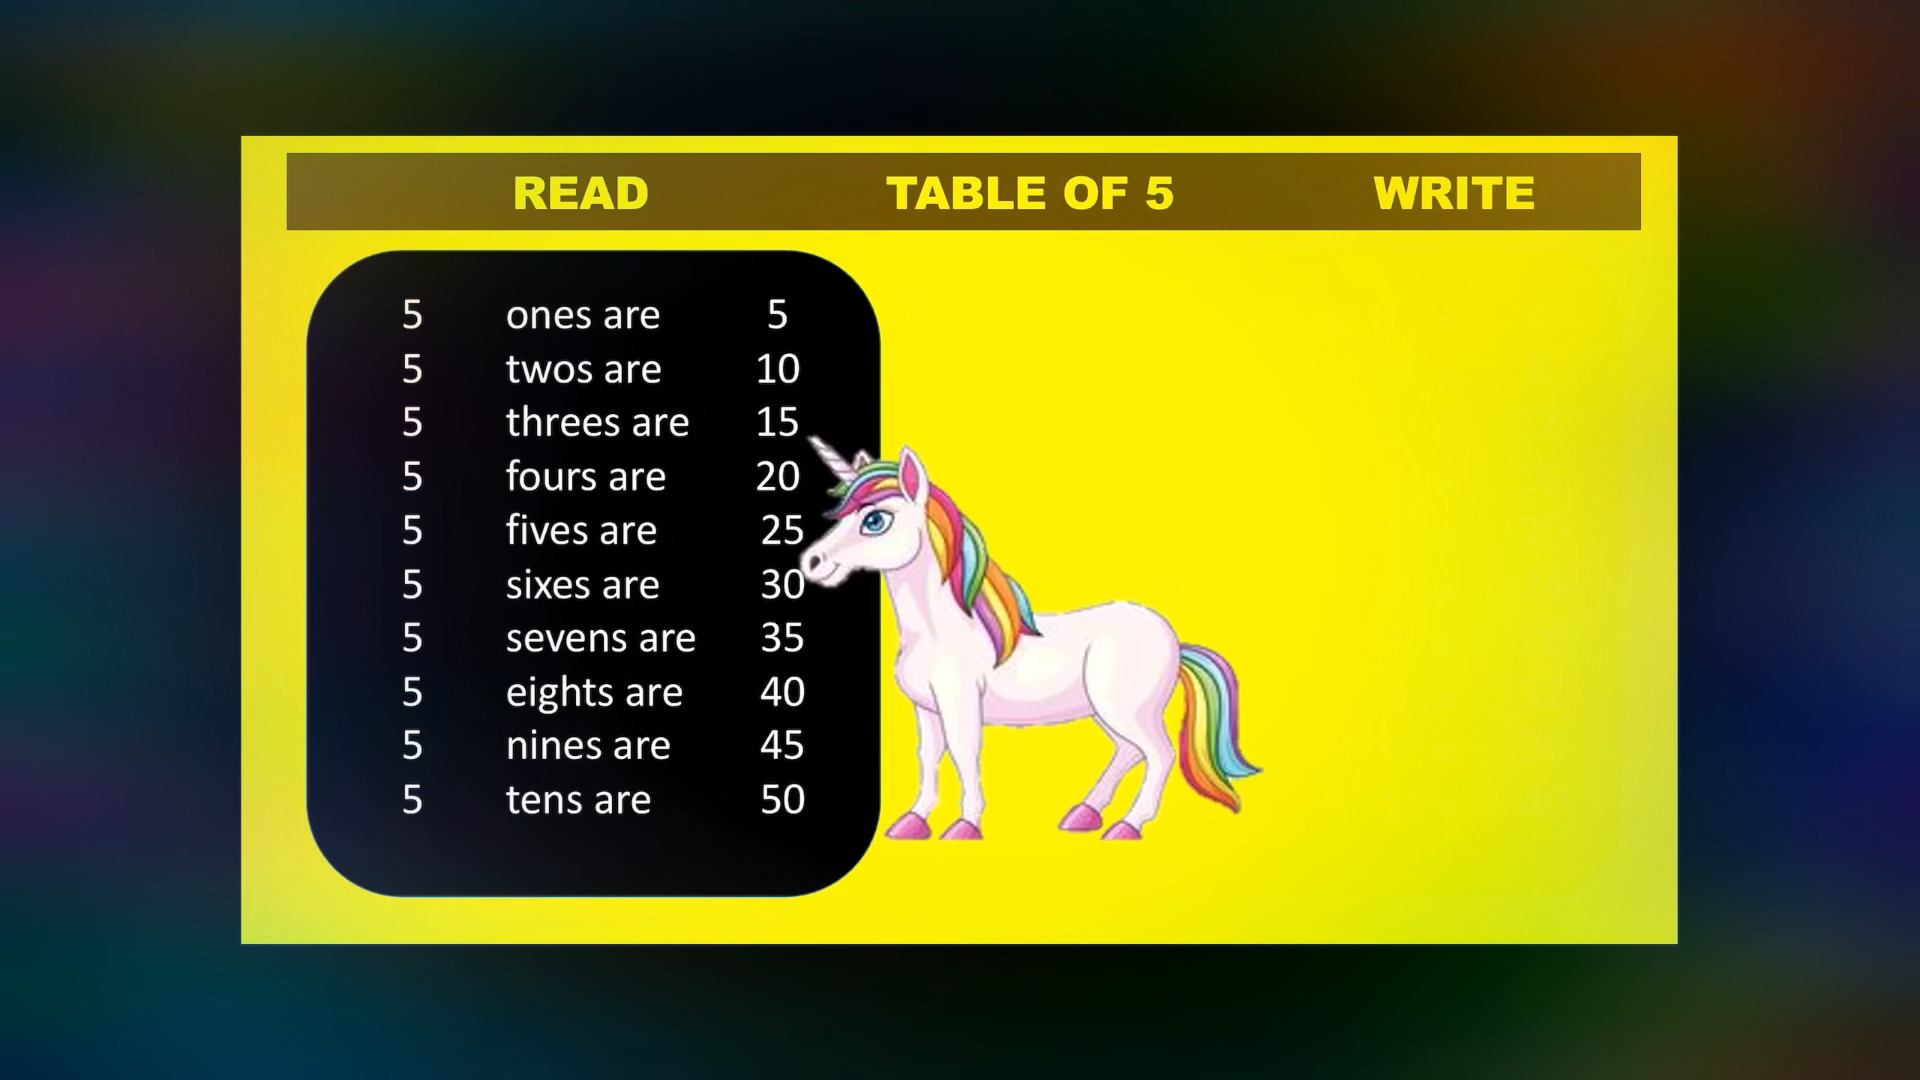 READ TABLE OF 5 WRITE
5 ones are 5
5 twos are 10
5 threes are 15
5 fours are 20
5 fives are 25
5 sixes are 30
5 sevens are 35
5 eights are 40
5 nines are 45
5 tens are 50